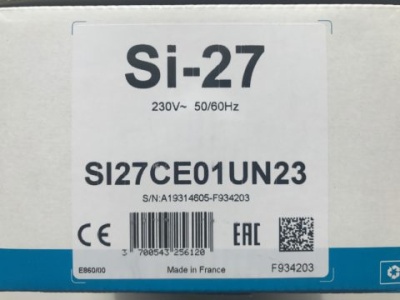 Si-27
230V~ 50/60Hz
SI27CE01UN23
S/N:A19314605-F934203
CE
EAC
3 700543 256120
E860/00
Made in France
F934203